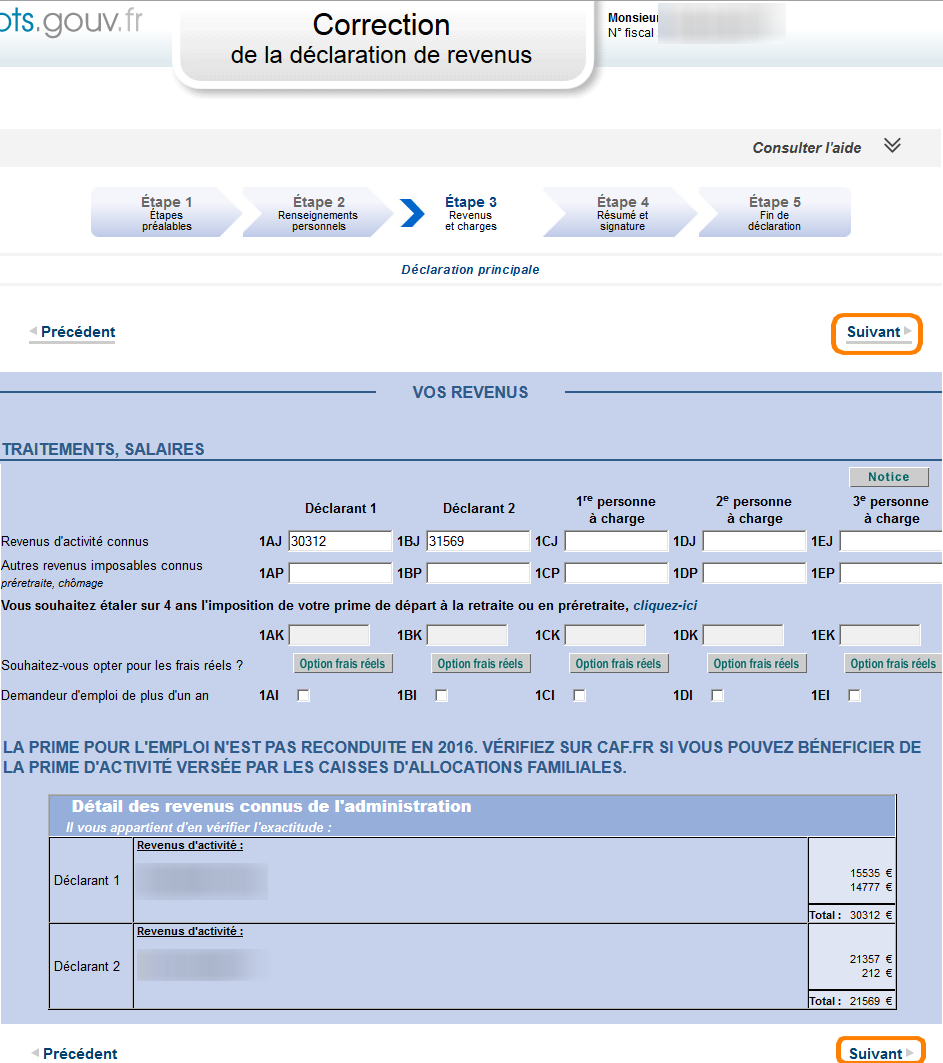 ots.gouv.fr
Correction
de la déclaration de revenus
Monsieur
N° fiscal
Consulter l'aide
Étape 1
Étapes
préalables
Étape 2
Renseignements
personnels
Étape 3
Revenus
et charges
Étape 4
Résumé et
signature
Étape 5
Fin de
déclaration
Déclaration principale
Précédent
Suivant
VOS REVENUS
TRAITEMENTS, SALAIRES
Notice
Déclarant 1 Déclarant 2 1re personne à charge 2e personne à charge 3e personne à charge
Revenus d'activité connus 1AJ 30312 1BJ 31569 1CJ 1DJ 1EJ
Autres revenus imposables connus
préretraite, chômage 1AP 1BP 1CP 1DP 1EP
Vous souhaitez étaler sur 4 ans l'imposition de votre prime de départ à la retraite ou en préretraite, cliquez-ici
1AK 1BK 1CK 1DK 1EK
Souhaitez-vous opter pour les frais réels ? Option frais réels Option frais réels Option frais réels Option frais réels Option frais réels
Demandeur d'emploi de plus d'un an 1AI 1BI 1CI 1DI 1EI
LA PRIME POUR L'EMPLOI N'EST PAS RECONDUITE EN 2016. VÉRIFIEZ SUR CAF.FR SI VOUS POUVEZ BÉNEFICIER DE
LA PRIME D'ACTIVITÉ VERSÉE PAR LES CAISSES D'ALLOCATIONS FAMILIALES.
Détail des revenus connus de l'administration
Il vous appartient d'en vérifier l'exactitude :
Revenus d'activité :
Déclarant 1
15535 €
14777 €
Total : 30312 €
Revenus d'activité :
Déclarant 2
21357 €
212 €
Total : 21569 €
Précédent
Suivant